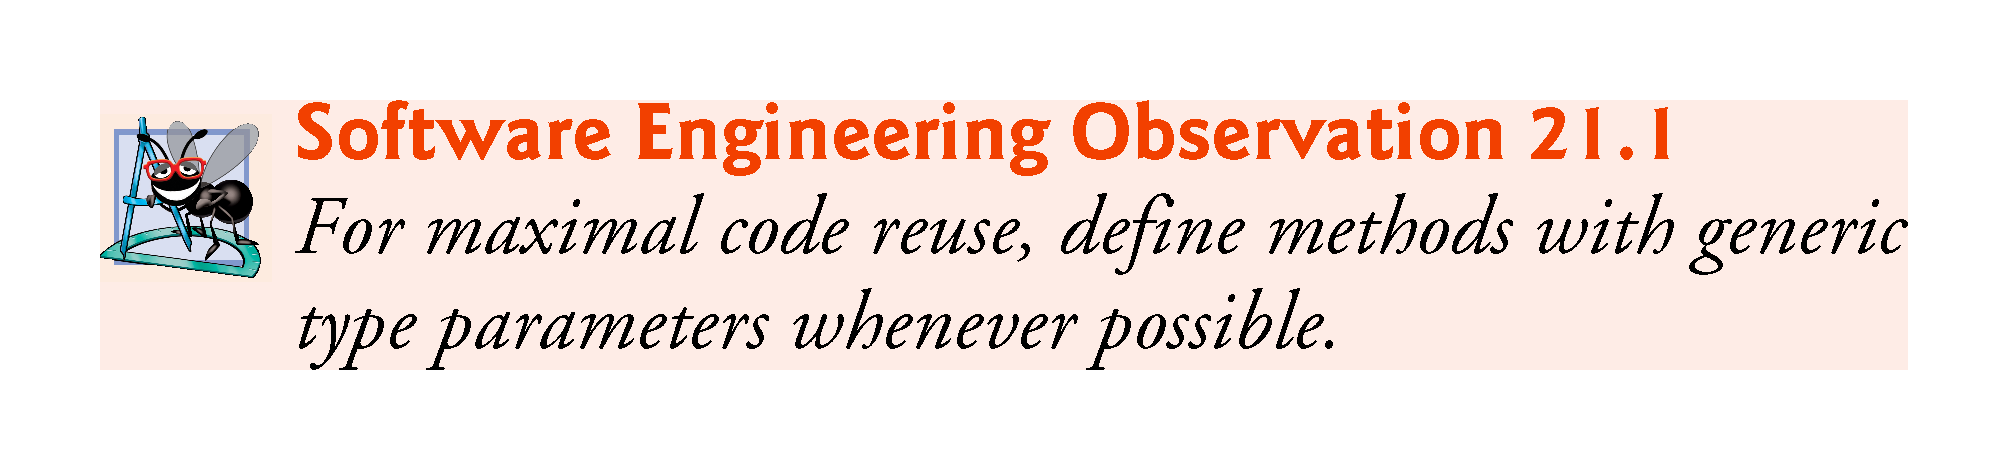 Software Engineering Observation 21.1
For maximal code reuse, define methods with generic
type parameters whenever possible.